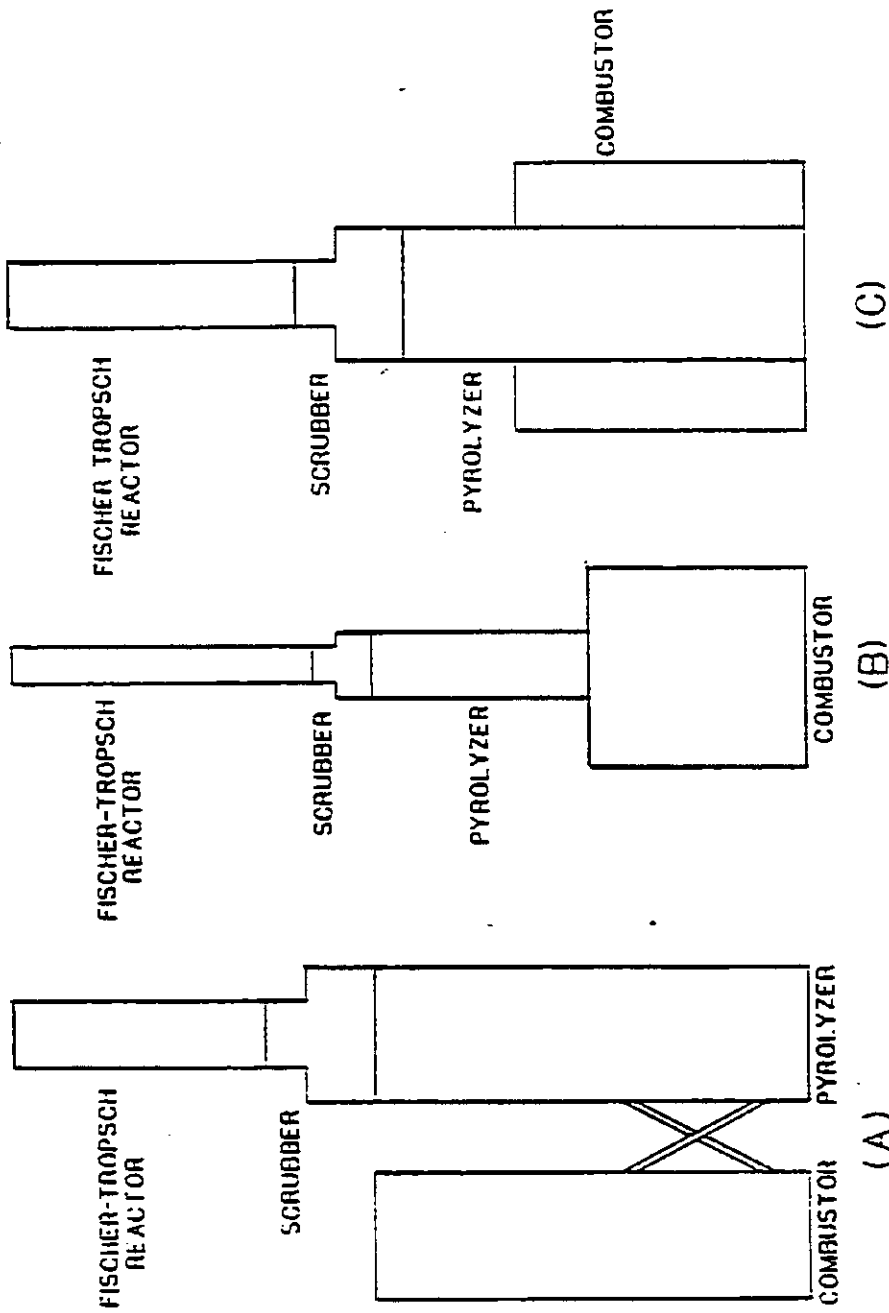 FISCHER-TROPSCH
REACTOR
SCRUBBER
COMBUSTOR
PYROLYZER
(A)
FISCHER-TROPSCH
REACTOR
SCRUBBER
PYROLYZER
COMBUSTOR
(B)
FISCHER TROPSCH
REACTOR
SCRUBBER
PYROLYZER
COMBUSTOR
(C)